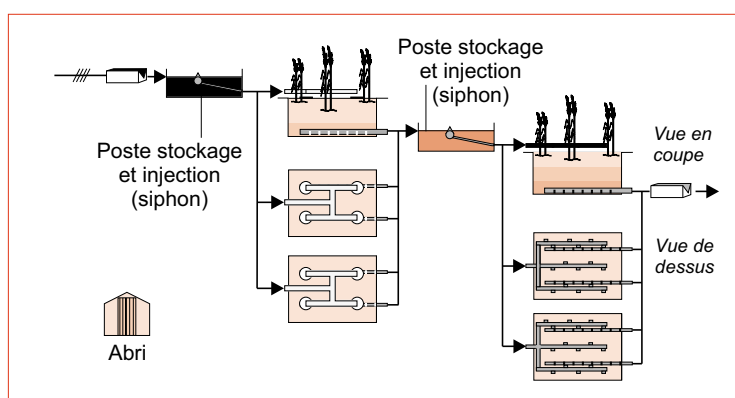 Poste stockage
et injection
(siphon)
Poste stockage
et injection
(siphon)
Vue en
coupe
Vue de
dessus
Abri